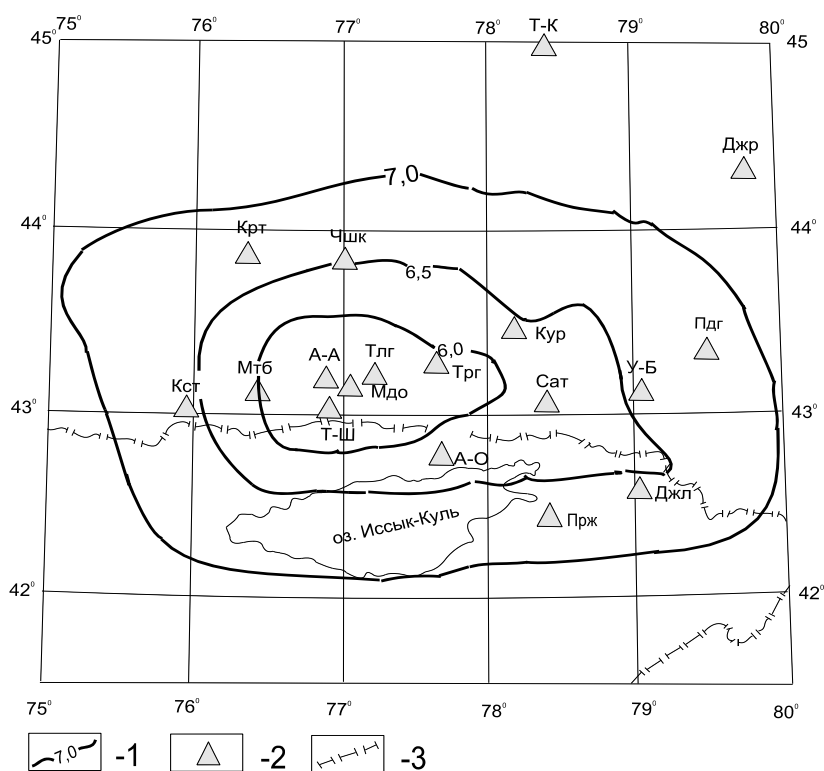 75° 76° 77° 78° 79° 80°
45° 45
Т-К
Джр
7,0
44° 44°
Крт
Чшк
6,5
Кур
Пдг
6,0
А-А Тлг
Мтб
Трг
У-Б
Кст
Мдо
Сат
43° 43°
Т-Ш
А-О
Джл
оз. Иссык-Куль
Прж
42° 42°
75° 76° 77° 78° 79° 80°
7,0 -1 -2 -3